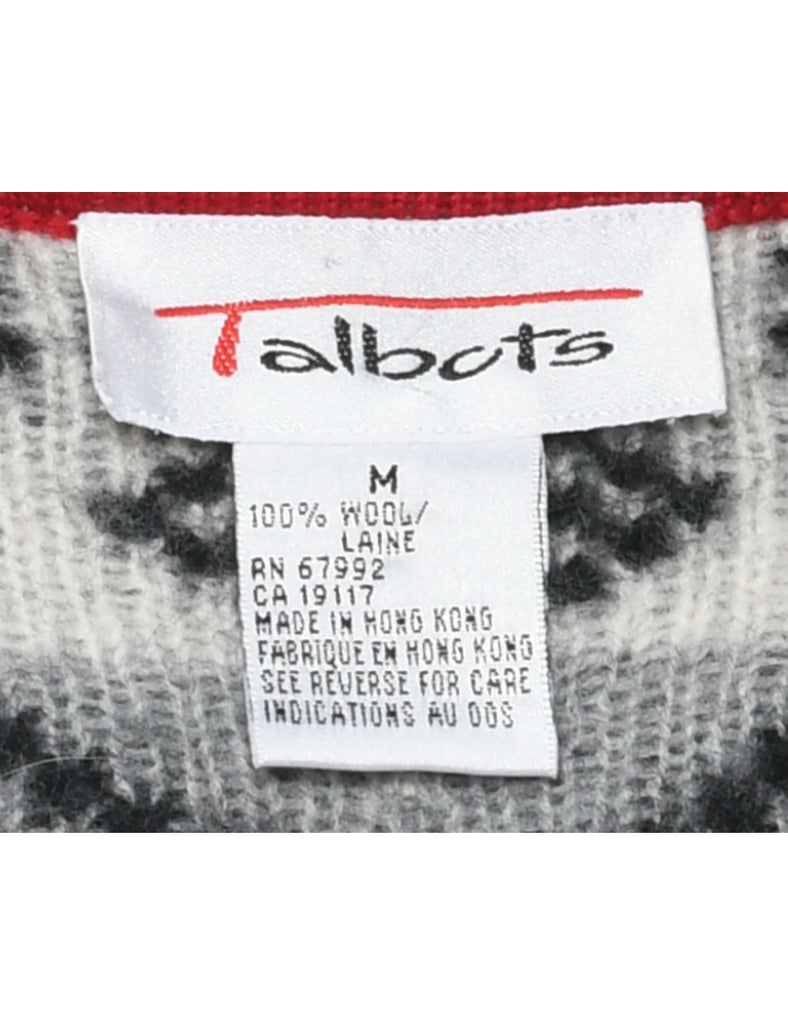 Talbots
M
100% WOOL/
LAINE
RN 67992
CA 19117
MADE IN HONG KONG
FABRIQUE EN HONG KONG
SEE REVERSE FOR CARE
INDICATIONS AU DOS